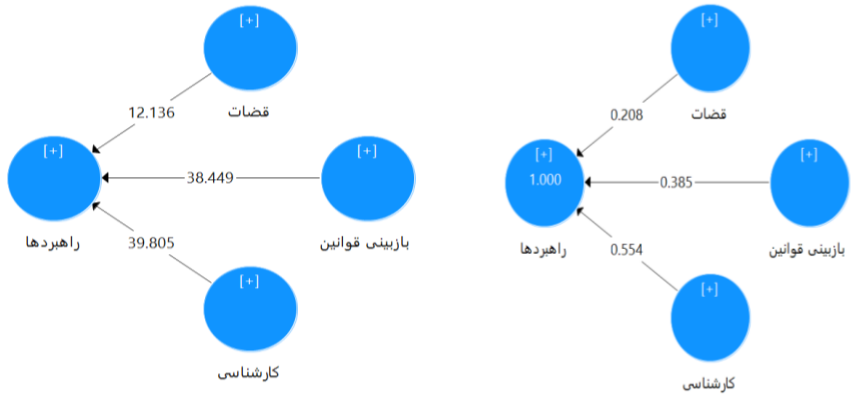 [+]
قضات
12.136
[+]
راهبردها
38.449
[+]
بازبینی قوانین
39.805
[+]
کارشناسی
[+]
قضات
0.208
[+]
1.000
راهبردها
0.385
[+]
بازبینی قوانین
0.554
[+]
کارشناسی